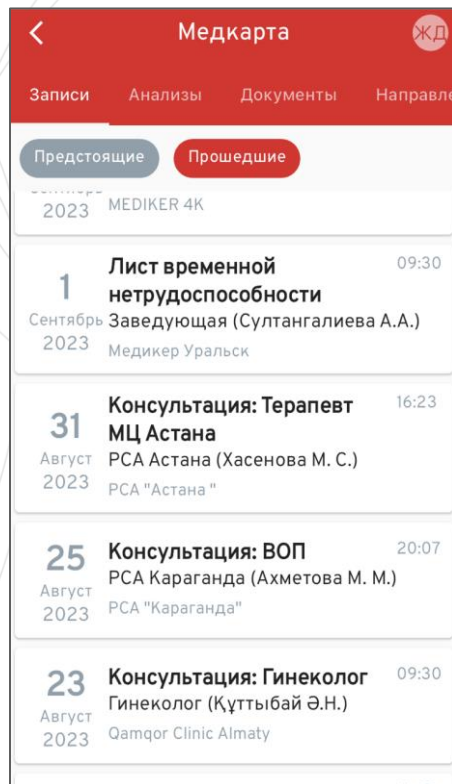 Медкарта
ЖД
Записи Анализы Документы Направле
Предстоящие Прошедшие
2023 MEDIKER 4K
1 Сентябрь 2023
Лист временной 09:30
нетрудоспособности
Заведующая (Султангалиева А.А.)
Медикер Уральск
31 Август 2023
Консультация: Терапевт 16:23
МЦ Астана
РСА Астана (Хасенова М. С.)
РСА "Астана "
25 Август 2023
Консультация: ВОП 20:07
РСА Караганда (Ахметова М. М.)
РСА "Караганда"
23 Август 2023
Консультация: Гинеколог 09:30
Гинеколог (Құттыбай Ә.Н.)
Qamqor Clinic Almaty